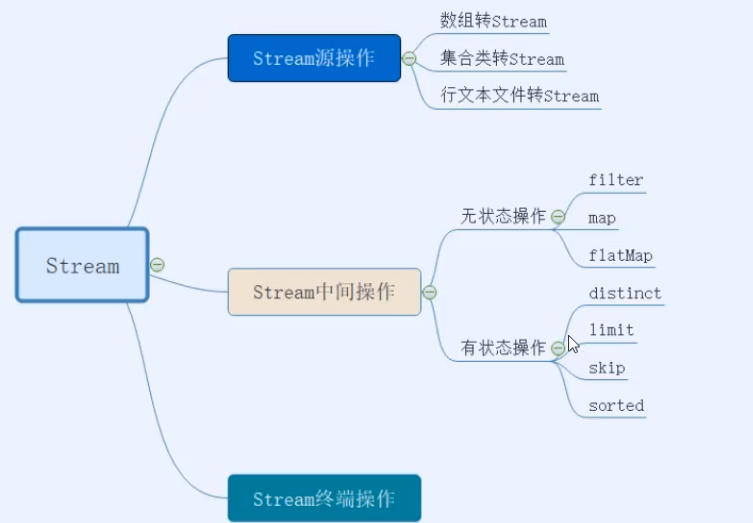 Stream
Stream源操作
数组转Stream
集合类转Stream
行文本文件转Stream
Stream中间操作
无状态操作
filter
map
flatMap
有状态操作
distinct
limit
skip
sorted
Stream终端操作